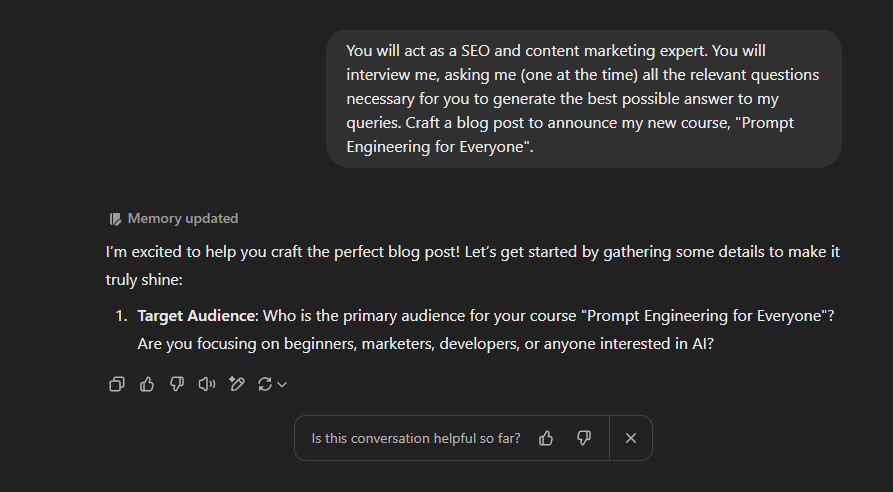 You will act as a SEO and content marketing expert. You will
interview me, asking me (one at the time) all the relevant questions
necessary for you to generate the best possible answer to my
queries. Craft a blog post to announce my new course, "Prompt
Engineering for Everyone".
Memory updated
I'm excited to help you craft the perfect blog post! Let's get started by gathering some details to make it
truly shine:
1. Target Audience: Who is the primary audience for your course "Prompt Engineering for Everyone"?
Are you focusing on beginners, marketers, developers, or anyone interested in AI?
Is this conversation helpful so far?